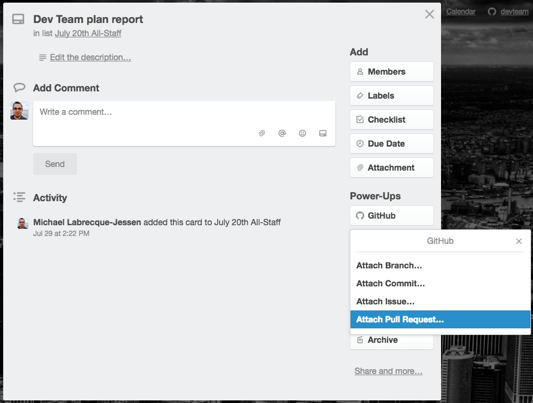 Dev Team plan report
in list July 20th All-Staff
Edit the description…
Add Comment
Write a comment…
Send
Activity
Michael Labrecque-Jessen added this card to July 20th All-Staff
Jul 29 at 2:22 PM
Calendar
devteam
Add
Members
Labels
Checklist
Due Date
Attachment
Power-Ups
GitHub
GitHub
Attach Branch…
Attach Commit…
Attach Issue…
Attach Pull Request…
Archive
Share and more…